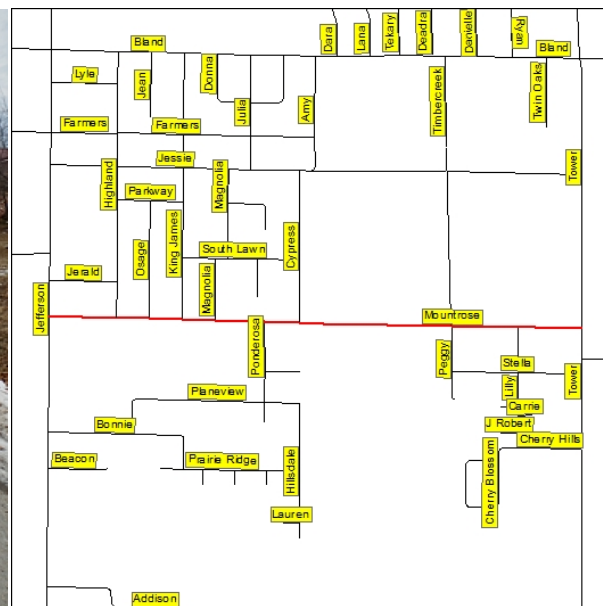 Dara
Lana
Tekary
Deadra
Danielle
Ryan
Bland
Bland
Lyle
Jean
Donna
Julia
Amy
Timbercreek
Twin Oaks
Farmers
Farmers
Jessie
Highland
Magnolia
Tower
Parkway
Osage
King James
South Lawn
Cypress
Jerald
Magnolia
Jefferson
Mountrose
Ponderosa
Peggy
Stella
Lilly
Tower
Planeview
Carrie
Bonnie
J Robert
Cherry Hills
Beacon
Prairie Ridge
Hillsdale
Cherry Blossom
Lauren
Addison